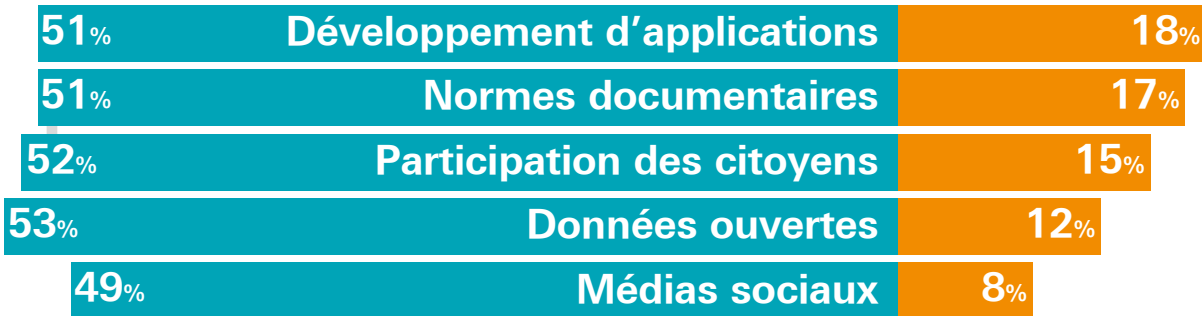 51% Développement d’applications 18%
51% Normes documentaires 17%
52% Participation des citoyens 15%
53% Données ouvertes 12%
49% Médias sociaux 8%